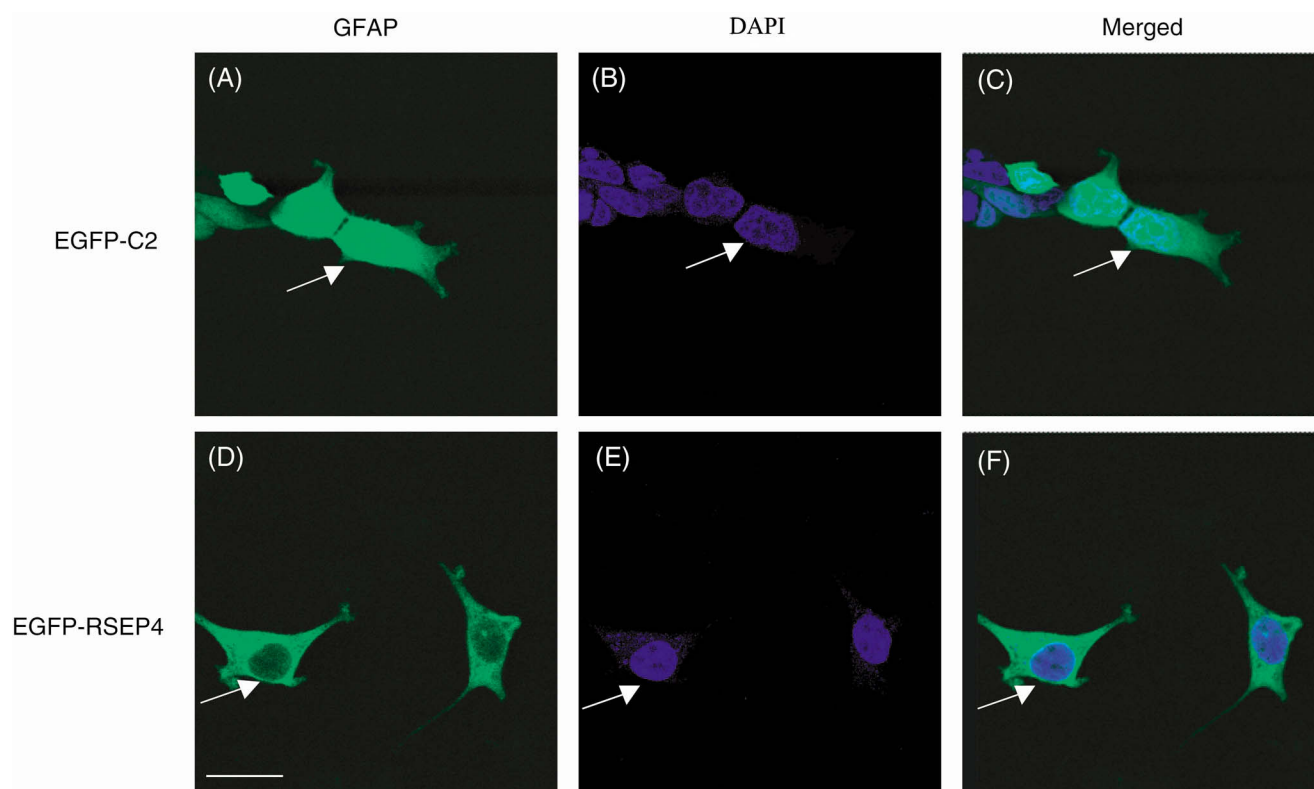 GFAP DAPI Merged
(A) (B) (C)
EGFP-C2
(D) (E) (F)
EGFP-RSEP4